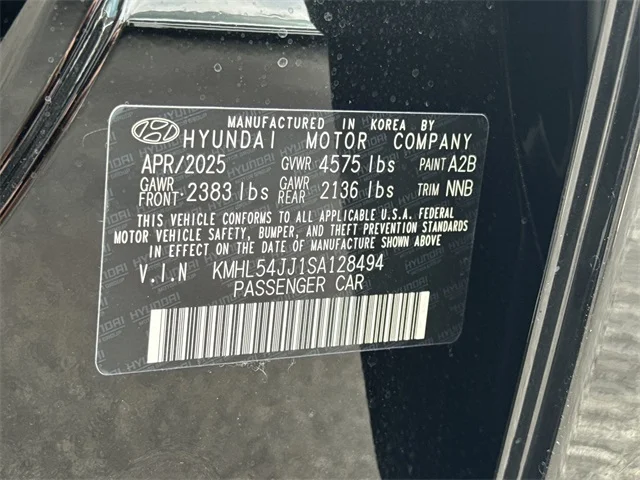 MANUFACTURED IN KOREA BY
HYUNDAI MOTOR COMPANY
APR/2025 GVWR 4575 lbs PAINT A2B
GAWR FRONT: 2383 lbs GAWR REAR 2136 lbs TRIM NNB
THIS VEHICLE CONFORMS TO ALL APPLICABLE U.S.A. FEDERAL
MOTOR VEHICLE SAFETY, BUMPER, AND THEFT PREVENTION STANDARDS
IN EFFECT ON THE DATE OF MANUFACTURE SHOWN ABOVE.
V.I.N KMHL54JJ1SA128494
PASSENGER CAR